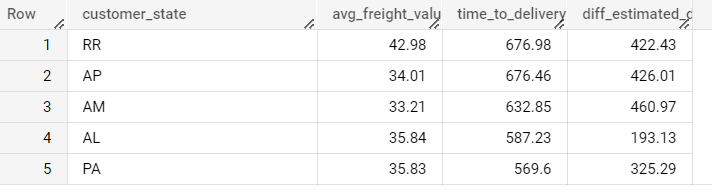 Row customer_state avg_freight_valu time_to_delivery diff_estimated_d
1 RR 42.98 676.98 422.43
2 AP 34.01 676.46 426.01
3 AM 33.21 632.85 460.97
4 AL 35.84 587.23 193.13
5 PA 35.83 569.6 325.29